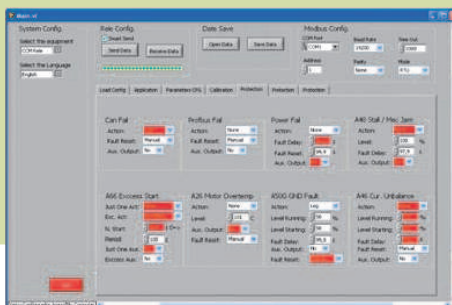 Main.vi
System Config.
Select the equipment
COM Rele
Select the Language
English
Rele Config.
Smart Send
Send Data
Receive Data
Data Save
Open Data
Save Data
Modbus Config.
COM Port
COM1
Baud Rate
19200
Time Out
Address
1
Parity
None
Mode
RTU
Load Config Application Parameters CFG Calibration Protection Protection Protection
Can Fail
Action:
Fault Reset: Manual
Aux. Output: No
Profibus Fail
Action: None
Fault Reset: Manual
Aux. Output: No
Power Fail
Action: None
Fault Delay:
Fault Reset:
Aux. Output:
A40 Stall / Mec Jam
Action:
Level: %
Fault Reset:
Aux. Output:
A66 Excess. Start
Just One Act:
Exc. Act:
N. Start:
Period
Just One Aux.
Excess Aux: No
A26 Motor Overtemp.
Action: None
Level:
Aux. Output:
Fault Reset: Manual
A50G GND Fault
Action:
Level Running: %
Level Starting: %
Fault Delay:
Aux. Output: No
Fault Reset:
A46 Cur. Unbalance
Action:
Level Running: %
Level Starting: %
Fault Delay:
Fault Reset: Manual
Aux. Output: No